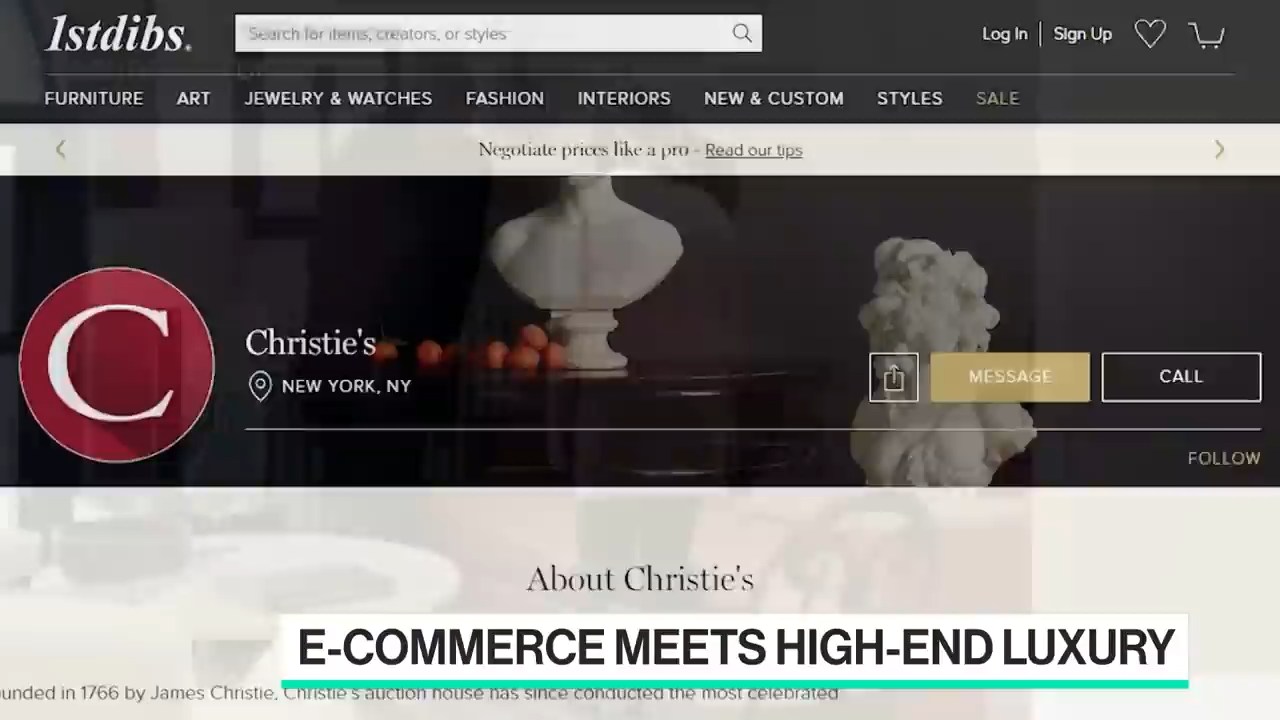 1stdibs.
Search for items, creators, or styles
Log In
Sign Up
FURNITURE ART JEWELRY & WATCHES FASHION INTERIORS NEW & CUSTOM STYLES SALE
Negotiate prices like a pro - Read our tips
C
Christie's
NEW YORK, NY
MESSAGE
CALL
FOLLOW
About Christie's
E-COMMERCE MEETS HIGH-END LUXURY
in 1766 by James Christie, Christie's auction house has since conducted the most celebrated